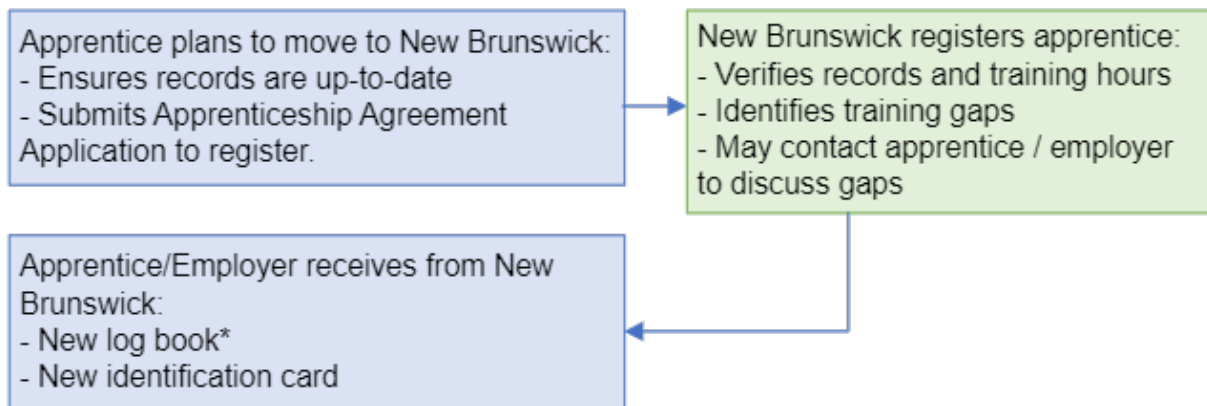 Apprentice plans to move to New Brunswick:
- Ensures records are up-to-date
- Submits Apprenticeship Agreement
Application to register.
New Brunswick registers apprentice:
- Verifies records and training hours
- Identifies training gaps
- May contact apprentice / employer
to discuss gaps
Apprentice/Employer receives from New
Brunswick:
- New log book*
- New identification card